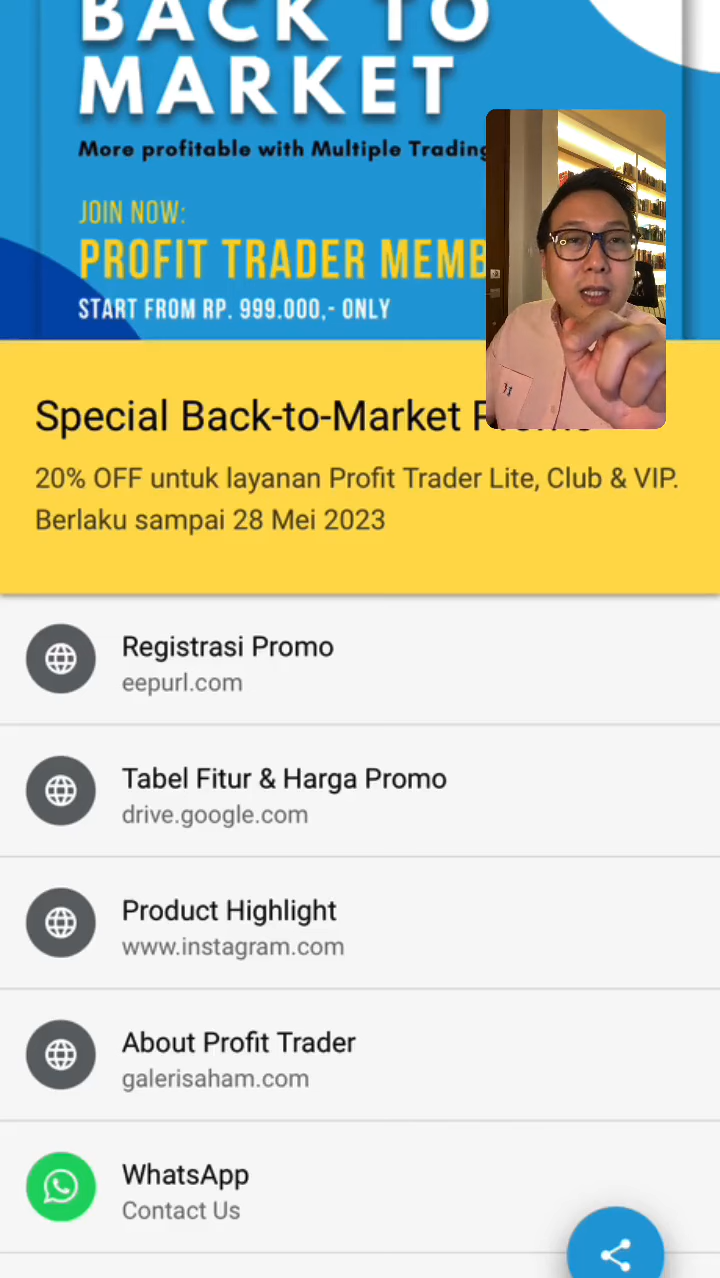 BACK TO
MARKET
More profitable with Multiple Trading
JOIN NOW:
PROFIT TRADER
START FROM RP. 999.000,- ONLY
Special Back-to-Market
20% OFF untuk layanan Profit Trader Lite, Club & VIP.
Berlaku sampai 28 Mei 2023
Registrasi Promo
eepurl.com
Tabel Fitur & Harga Promo
drive.google.com
Product Highlight
www.instagram.com
About Profit Trader
galerisaham.com
WhatsApp
Contact Us